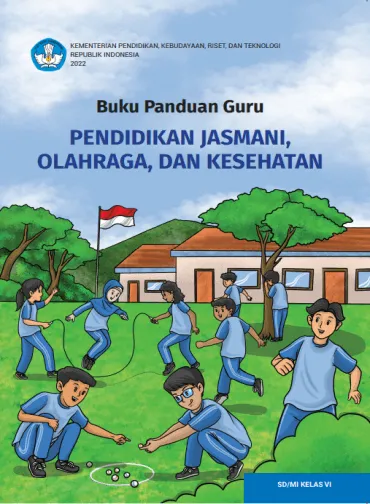 KEMENTERIAN PENDIDIKAN, KEBUDAYAAN, RISET, DAN TEKNOLOGI
REPUBLIK INDONESIA
2022
Buku Panduan Guru
PENDIDIKAN JASMANI,
OLAHRAGA, DAN KESEHATAN
SD/MI KELAS VI